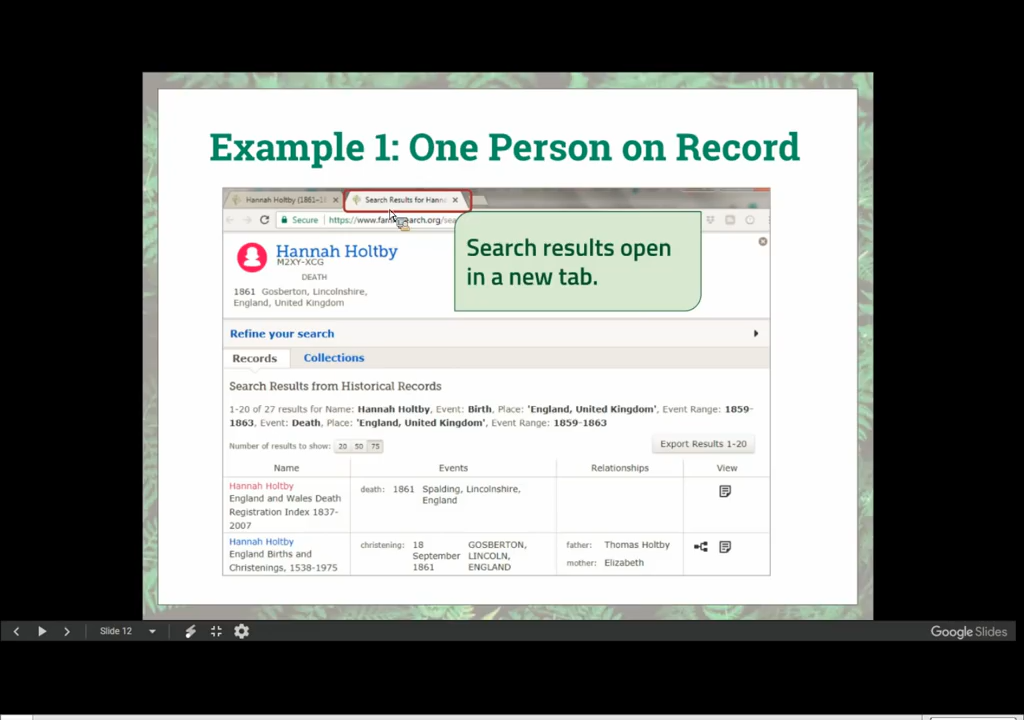 Example 1: One Person on Record
Hannah Holtby (1861–1
Search Results for Hann
Secure
Search results open
in a new tab.
Hannah Holtby
M2XY-XCG
DEATH
1861 Gosberton, Lincolnshire,
England, United Kingdom
Refine your search
Records Collections
Search Results from Historical Records
1-20 of 27 results for Name: Hannah Holtby, Event: Birth, Place: 'England, United Kingdom', Event Range: 1859-
1863, Event: Death, Place: 'England, United Kingdom', Event Range: 1859-1863
Number of results to show: 20 50 75
Export Results 1-20
Name Events Relationships View
Hannah Holtby
England and Wales Death
Registration Index 1837-
2007
death: 1861 Spalding, Lincolnshire,
England
Hannah Holtby
England Births and
Christenings, 1538-1975
christening: 18
September
1861
GOSBERTON,
LINCOLN,
ENGLAND
father: Thomas Holtby
mother: Elizabeth
Slide 12
Google Slides